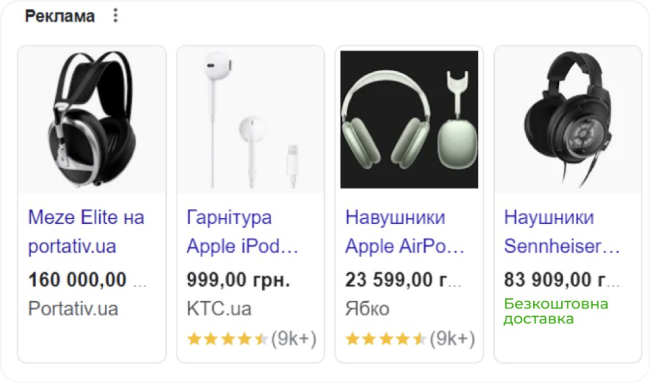 Реклама
Meze Elite на
portativ.ua
160 000,00 ...
Portativ.ua
Гарнітура
Apple iPod...
999,00 грн.
KTC.ua
(9k+)
Навушники
Apple AirPo...
23 599,00 г...
Ябко
(9k+)
Наушники
Sennheiser...
83 909,00 г...
Безкоштовна
доставка